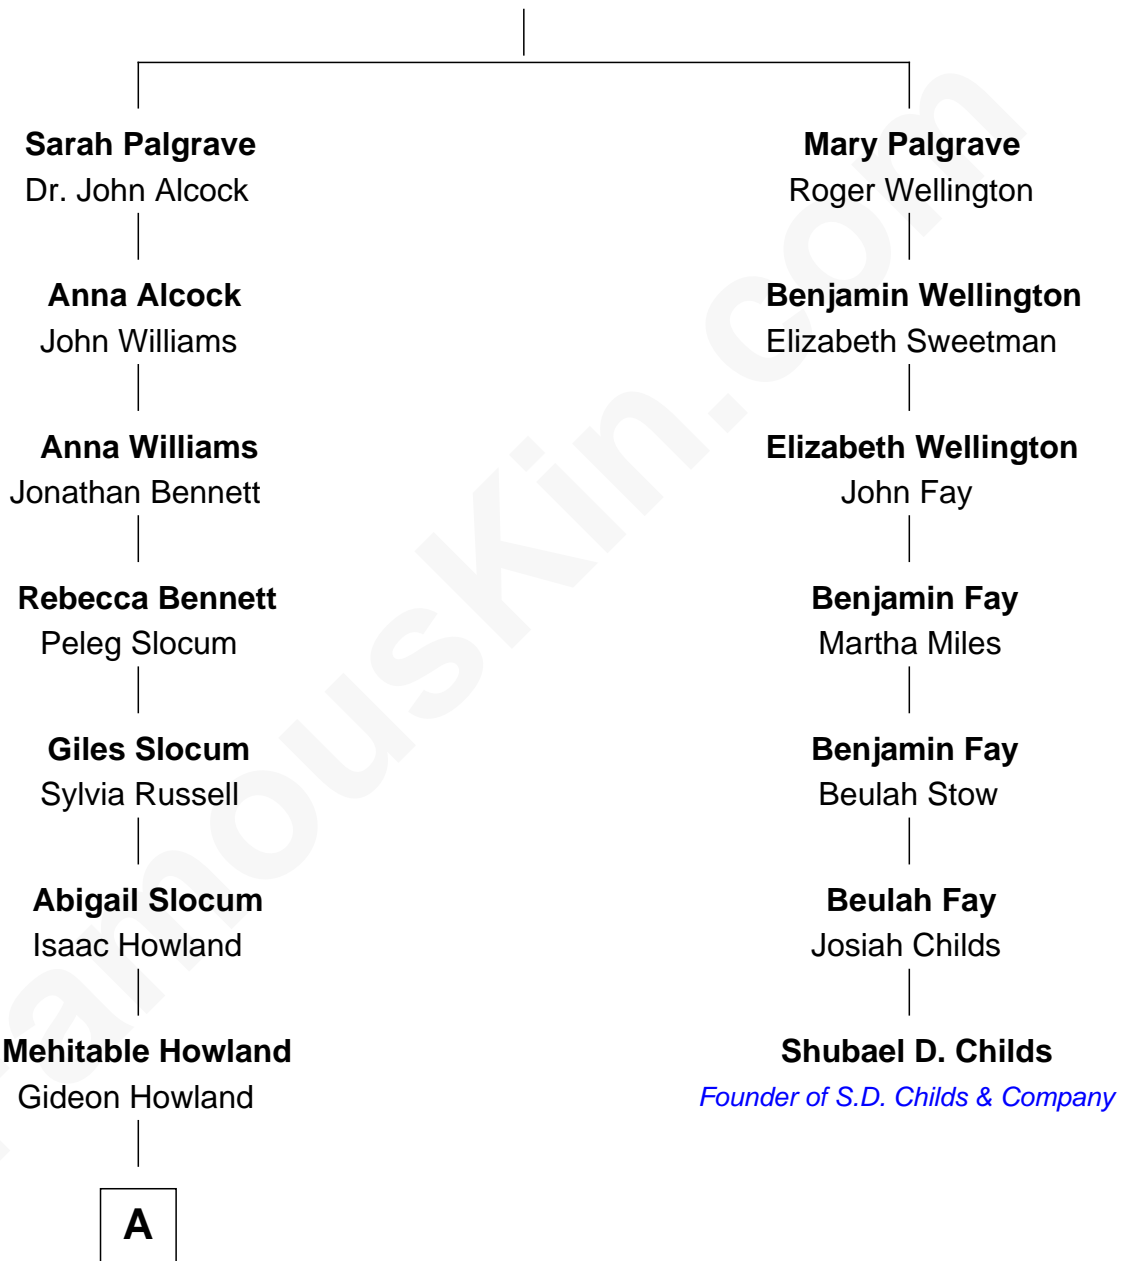 Sarah Palgrave
Dr. John Alcock
Anna Alcock
John Williams
Anna Williams
Jonathan Bennett
Rebecca Bennett
Peleg Slocum
Giles Slocum
Sylvia Russell
Abigail Slocum
Isaac Howland
Mehitable Howland
Gideon Howland
A
Mary Palgrave
Roger Wellington
Benjamin Wellington
Elizabeth Sweetman
Elizabeth Wellington
John Fay
Benjamin Fay
Martha Miles
Benjamin Fay
Beulah Stow
Beulah Fay
Josiah Childs
Shubael D. Childs
Founder of S.D. Childs & Company
FamousKin.com